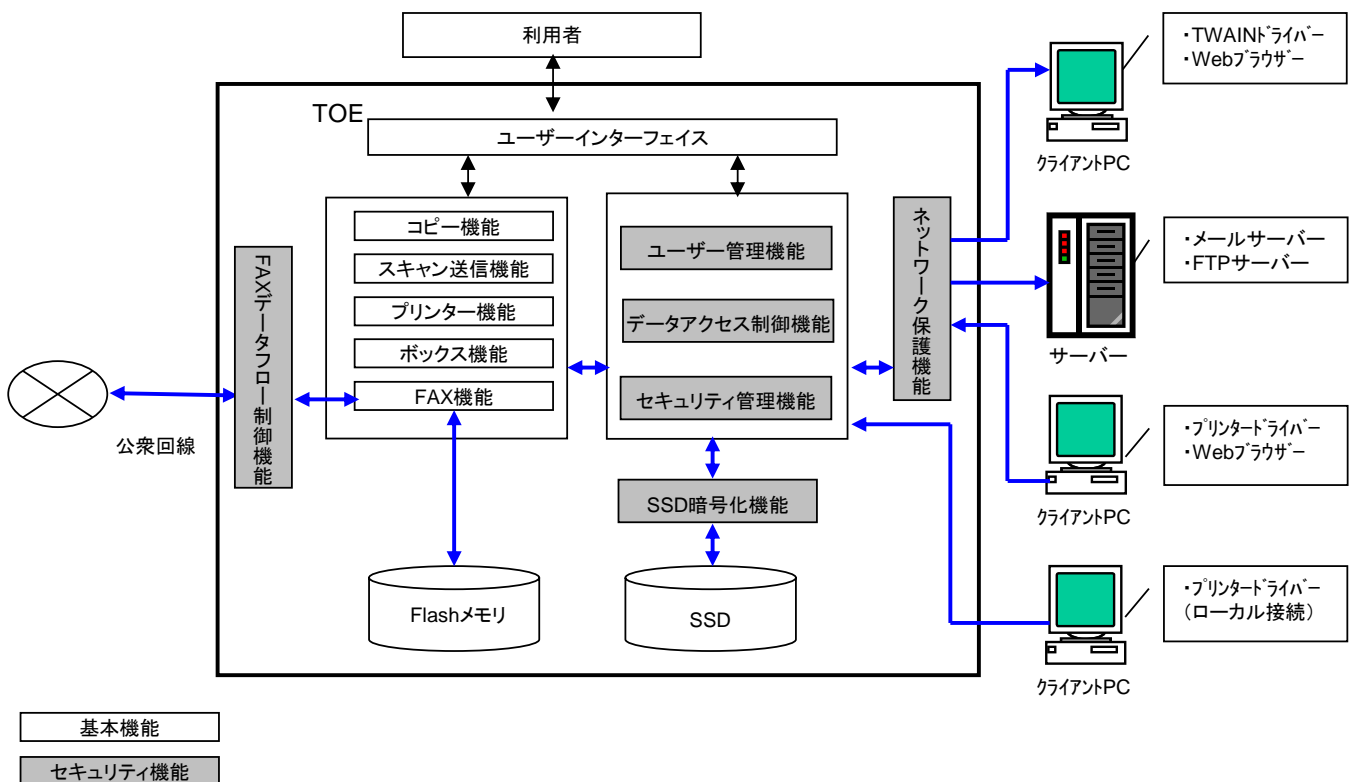 利用者
TOE
ユーザーインターフェイス
コピー機能
スキャン送信機能
プリンター機能
ボックス機能
FAX機能
ユーザー管理機能
データアクセス制御機能
セキュリティ管理機能
SSD暗号化機能
FAXデータフロー制御機能
ネットワーク保護機能
公衆回線
Flashメモリ
SSD
・TWAINﾄﾞﾗｲﾊﾞｰ
・Webﾌﾞﾗｳｻﾞｰ
ｸﾗｲｱﾝﾄPC
・メールサーバー
・FTPサーバー
サーバー
・ﾌﾟﾘﾝﾀｰﾄﾞﾗｲﾊﾞｰ
・Webﾌﾞﾗｳｻﾞｰ
ｸﾗｲｱﾝﾄPC
・ﾌﾟﾘﾝﾀｰﾄﾞﾗｲﾊﾞｰ
(ローカル接続)
ｸﾗｲｱﾝﾄPC
基本機能
セキュリティ機能